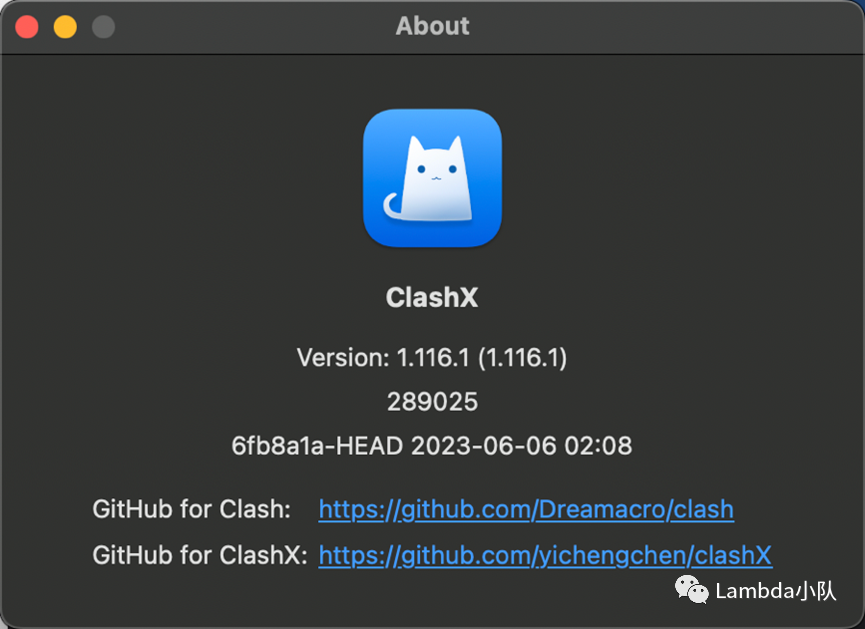 About
ClashX
Version: 1.116.1 (1.116.1)
289025
6fb8a1a-HEAD 2023-06-06 02:08
GitHub for Clash: https://github.com/Dreamacro/clash
GitHub for ClashX: https://github.com/yichengchen/clashX
Lambda小队